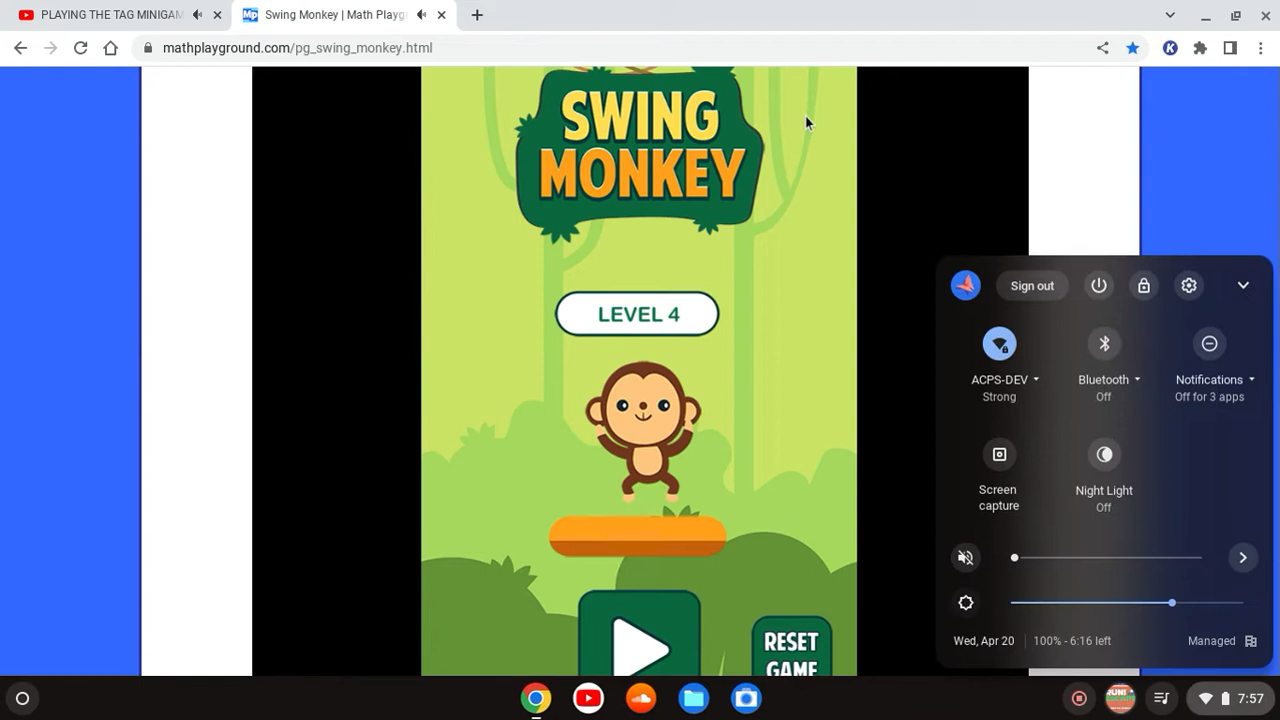 PLAYING THE TAG MINIGAM
Swing Monkey | Math Playg
mathplayground.com/pg_swing_monkey.html
SWING
MONKEY
LEVEL 4
RESET
GAME
Sign out
ACPS-DEV
Strong
Bluetooth
Off
Notifications
Off for 3 apps
Screen
capture
Night Light
Off
Wed, Apr 20
100% - 6:16 left
Managed
7:57